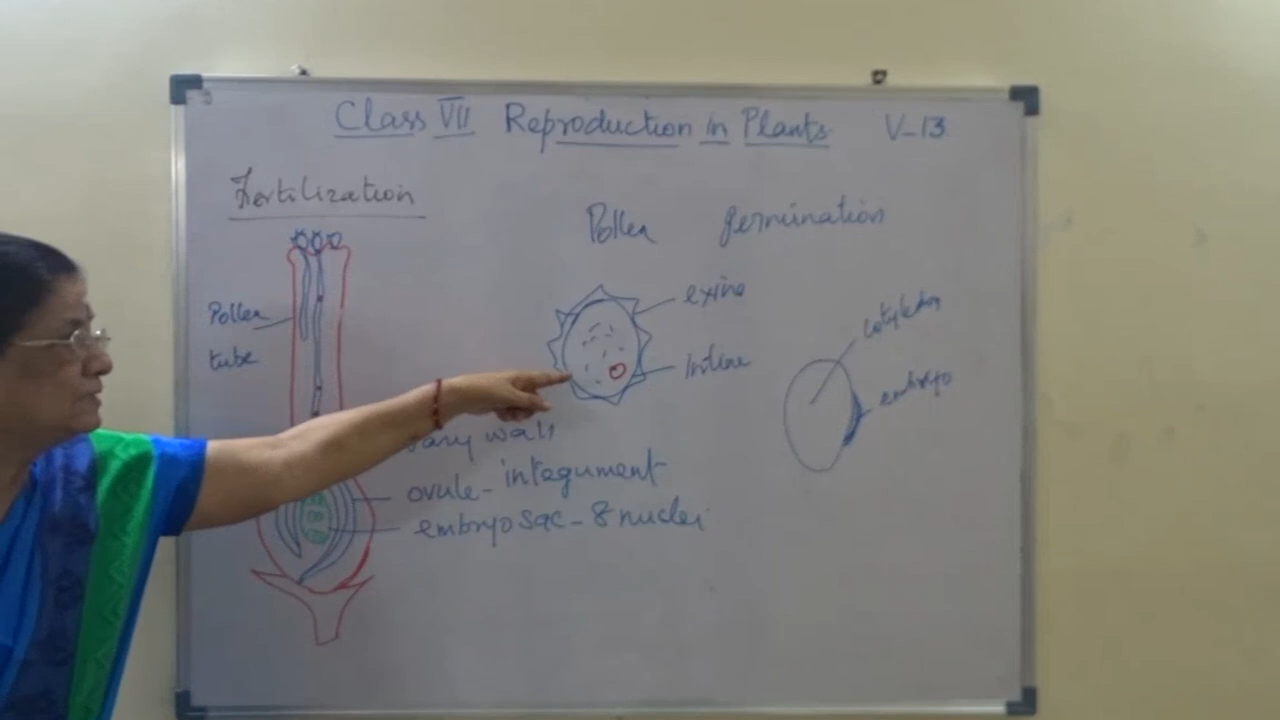 Class VII Reproduction in Plants V-13
Fertilization
Pollen germination
exine
Pollen
tube
Intine
cotyledon
embryo
wall
ovule - integument
embryo sac - 8 nuclei